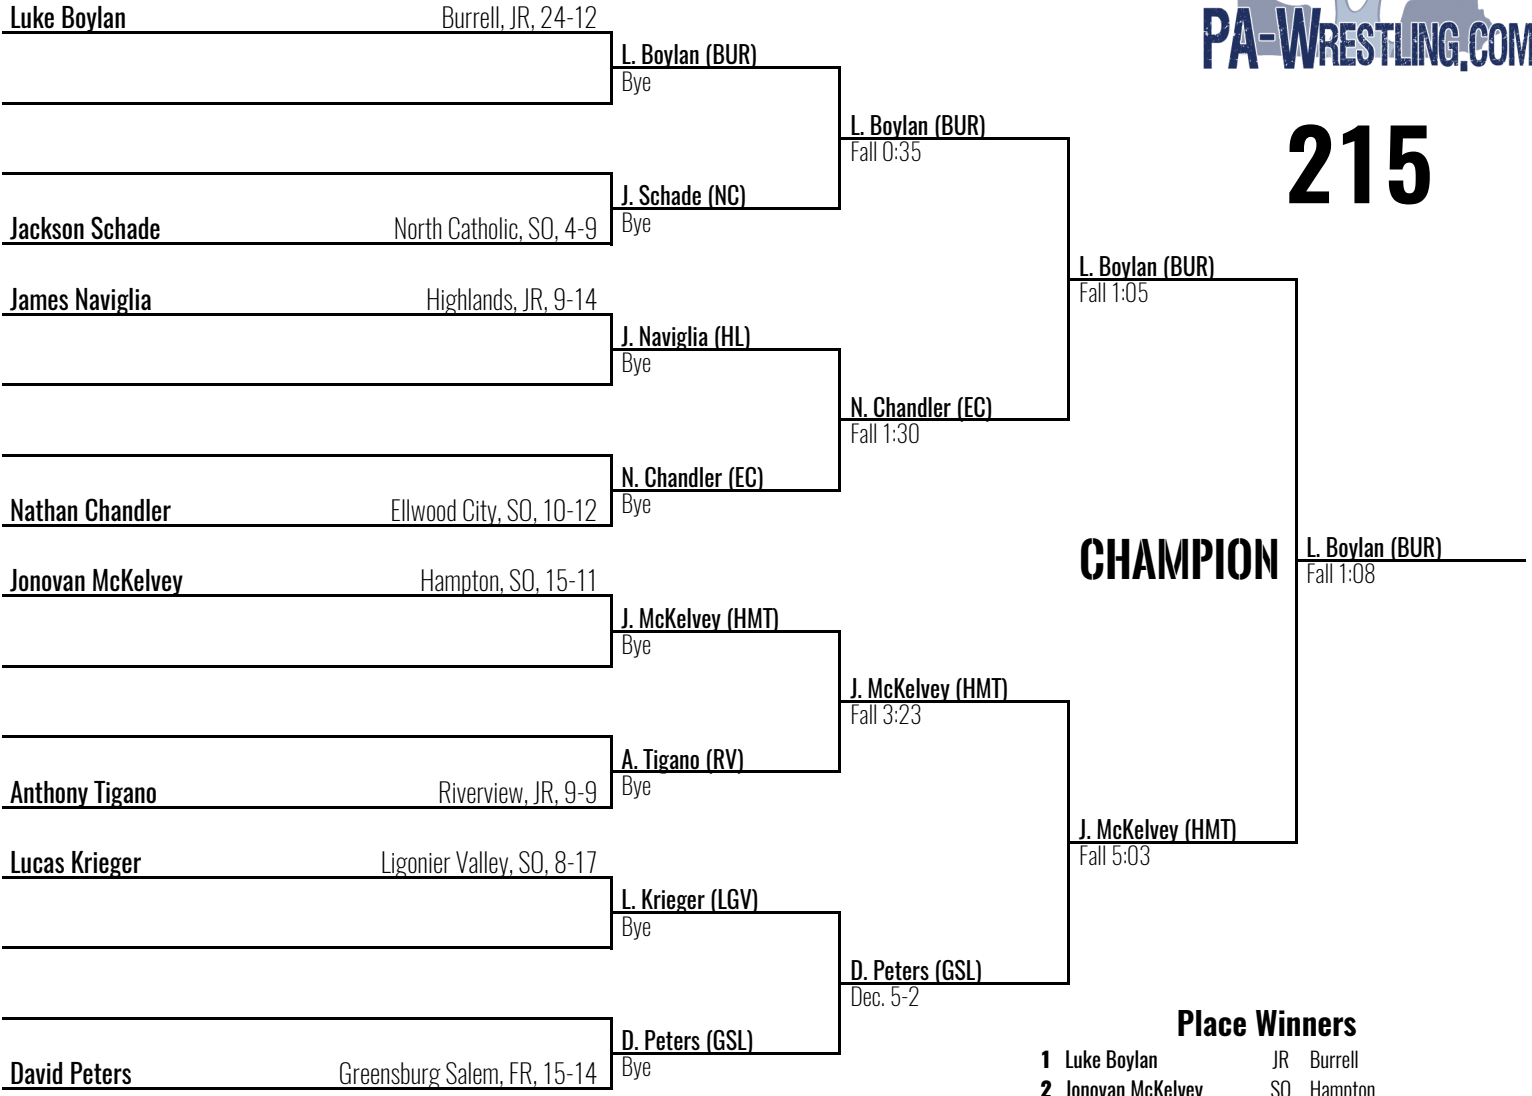 PA-WRESTLING.COM
215
Luke Boylan Burrell, JR, 24-12
L. Boylan (BUR)
Bye
L. Boylan (BUR)
Fall 0:35
J. Schade (NC)
Bye
Jackson Schade North Catholic, SO, 4-9
L. Boylan (BUR)
Fall 1:05
James Naviglia Highlands, JR, 9-14
J. Naviglia (HL)
Bye
N. Chandler (EC)
Fall 1:30
N. Chandler (EC)
Bye
Nathan Chandler Ellwood City, SO, 10-12
CHAMPION
L. Boylan (BUR)
Fall 1:08
Jonovan McKelvey Hampton, SO, 15-11
J. McKelvey (HMT)
Bye
J. McKelvey (HMT)
Fall 3:23
A. Tigano (RV)
Bye
Anthony Tigano Riverview, JR, 9-9
J. McKelvey (HMT)
Fall 5:03
Lucas Krieger Ligonier Valley, SO, 8-17
L. Krieger (LGV)
Bye
D. Peters (GSL)
Dec. 5-2
D. Peters (GSL)
Bye
David Peters Greensburg Salem, FR, 15-14
Place Winners
1 Luke Boylan JR Burrell
2 Jonovan McKelvey SO Hampton